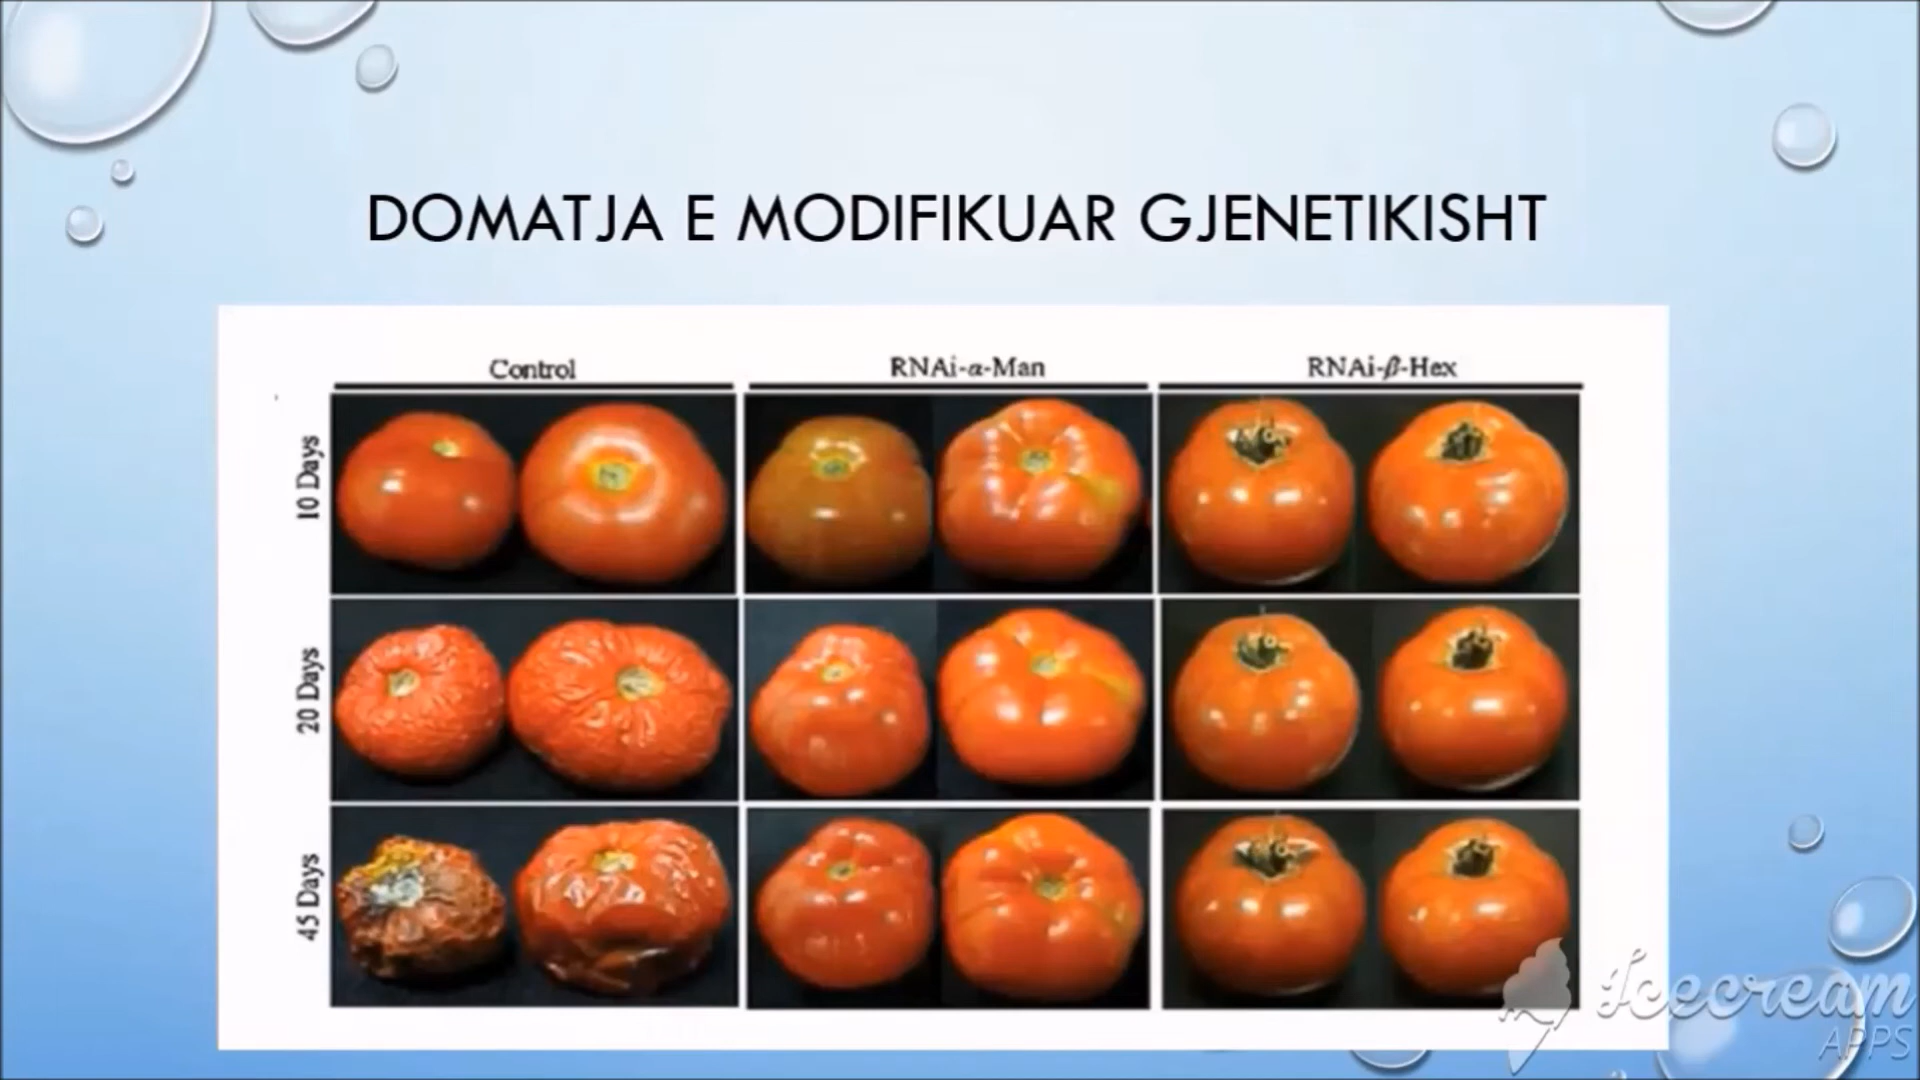 DOMATJA E MODIFIKUAR GJENETIKISHT
Control RNAi-α-Man RNAi-β-Hex
10 Days
20 Days
45 Days
Icecream
APPS